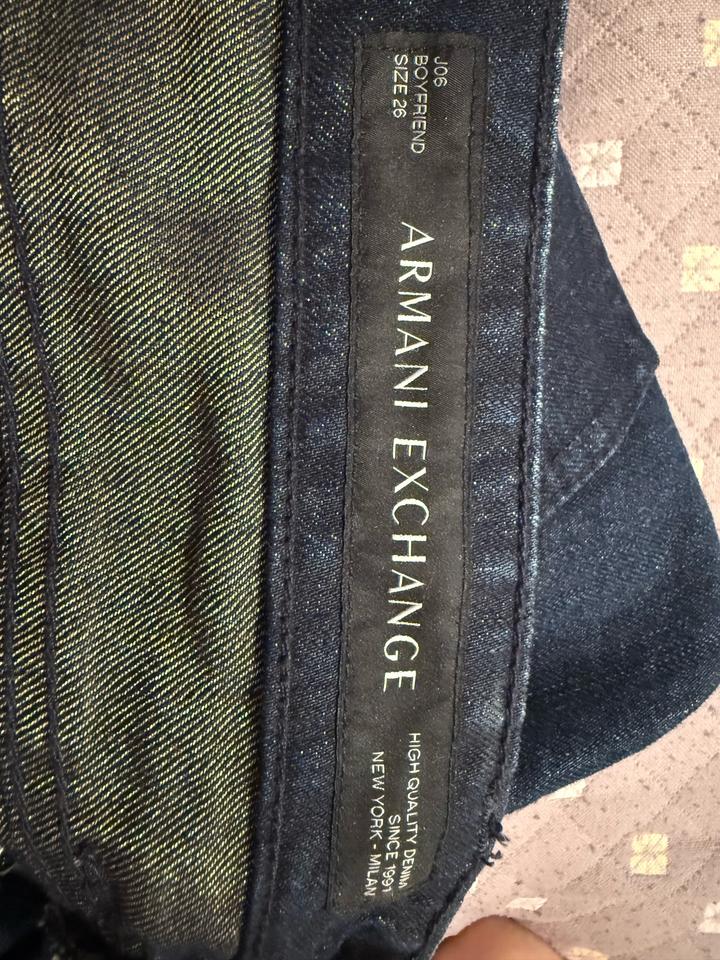 J06
BOYFRIEND
SIZE 26
ARMANI EXCHANGE
HIGH QUALITY DENIM
SINCE 1991
NEW YORK - MILAN